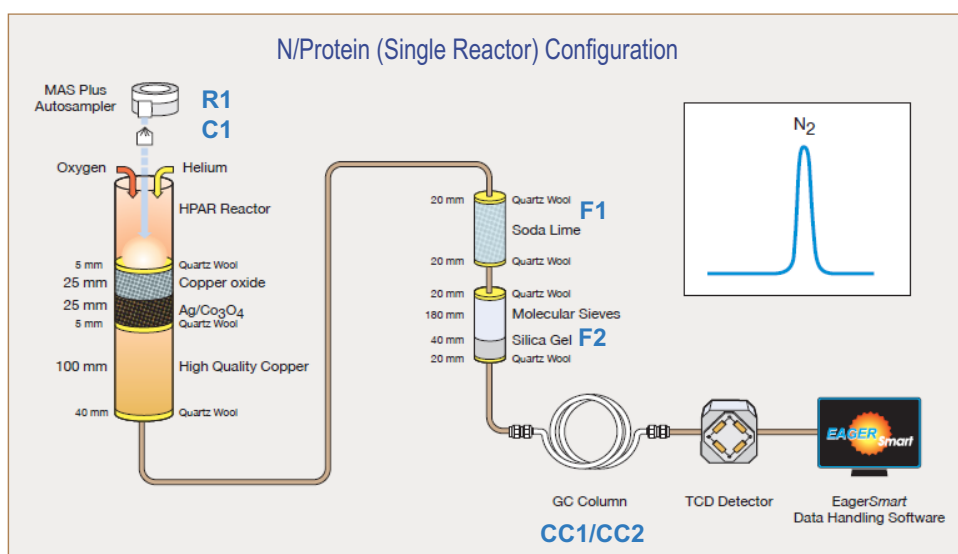 N/Protein (Single Reactor) Configuration
MAS Plus
Autosampler
R1
C1
Oxygen
Helium
HPAR Reactor
5 mm
Quartz Wool
25 mm
Copper oxide
25 mm
Ag/Co3O4
5 mm
Quartz Wool
100 mm
High Quality Copper
40 mm
Quartz Wool
20 mm
Quartz Wool
F1
Soda Lime
20 mm
Quartz Wool
20 mm
Quartz Wool
180 mm
Molecular Sieves
40 mm
Silica Gel
F2
20 mm
Quartz Wool
N2
GC Column
CC1/CC2
TCD Detector
EAGER Smart
EagerSmart
Data Handling Software